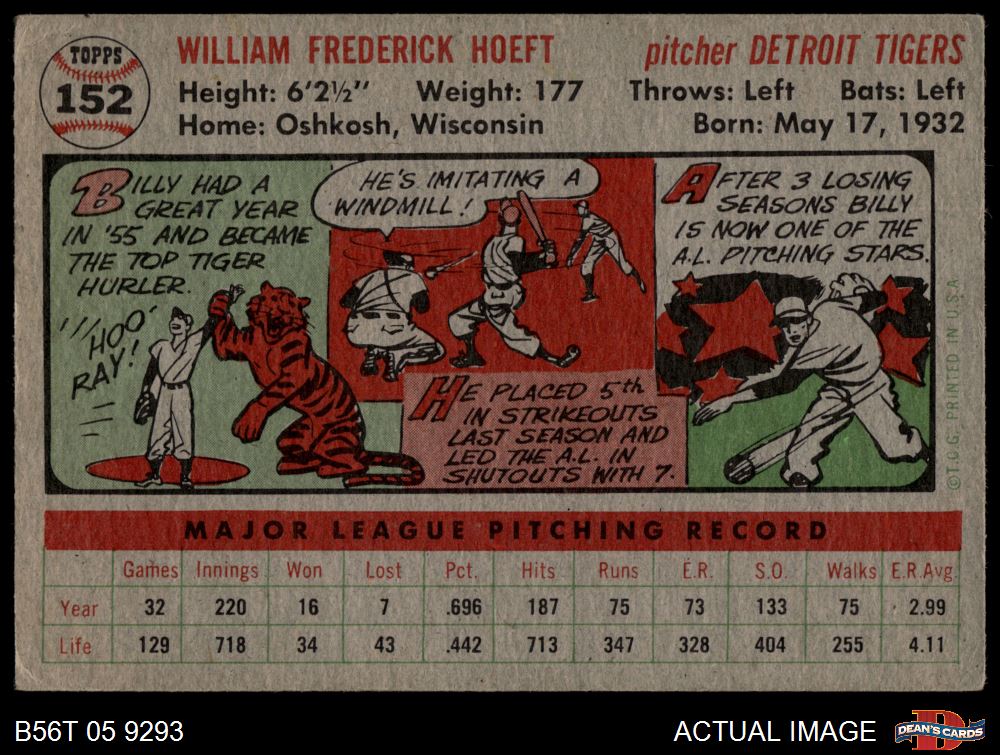 TOPPS
152
WILLIAM FREDERICK HOEFT
pitcher DETROIT TIGERS
Height: 6'2½" Weight: 177 Throws: Left Bats: Left
Home: Oshkosh, Wisconsin Born: May 17, 1932
BILLY HAD A
GREAT YEAR
IN '55 AND BECAME
THE TOP TIGER
HURLER.
HOO
RAY!
HE'S IMITATING A
WINDMILL!
HE PLACED 5th
IN STRIKEOUTS
LAST SEASON AND
LED THE A.L. IN
SHUTOUTS WITH 7.
AFTER 3 LOSING
SEASONS BILLY
IS NOW ONE OF THE
A.L. PITCHING STARS.
©T.C.G. PRINTED IN U.S.A
MAJOR LEAGUE PITCHING RECORD
Games Innings Won Lost Pct. Hits Runs E.R. S.O. Walks E.R.Avg.
Year 32 220 16 7 .696 187 75 73 133 75 2.99
Life 129 718 34 43 .442 713 347 328 404 255 4.11
B56T 05 9293 ACTUAL IMAGE
DEAN'S CARDS